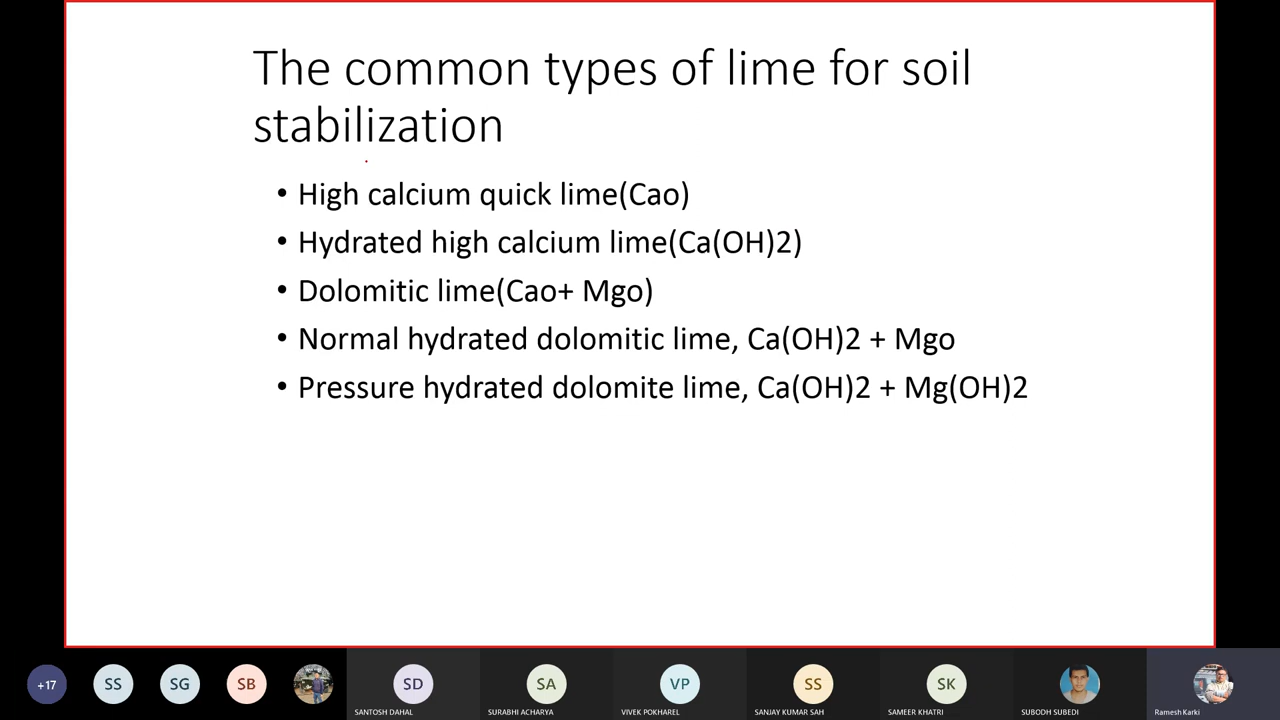 The common types of lime for soil
stabilization
• High calcium quick lime(Cao)
• Hydrated high calcium lime(Ca(OH)2)
• Dolomitic lime(Cao+ Mgo)
• Normal hydrated dolomitic lime, Ca(OH)2 + Mgo
• Pressure hydrated dolomite lime, Ca(OH)2 + Mg(OH)2
+17 SS SG SB SD SA VP SS SK
SANTOSH DAHAL SURABHI ACHARYA VIVEK POKHAREL SANJAY KUMAR SAH SAMEER KHATRI SUBODH SUBEDI Ramesh Karki